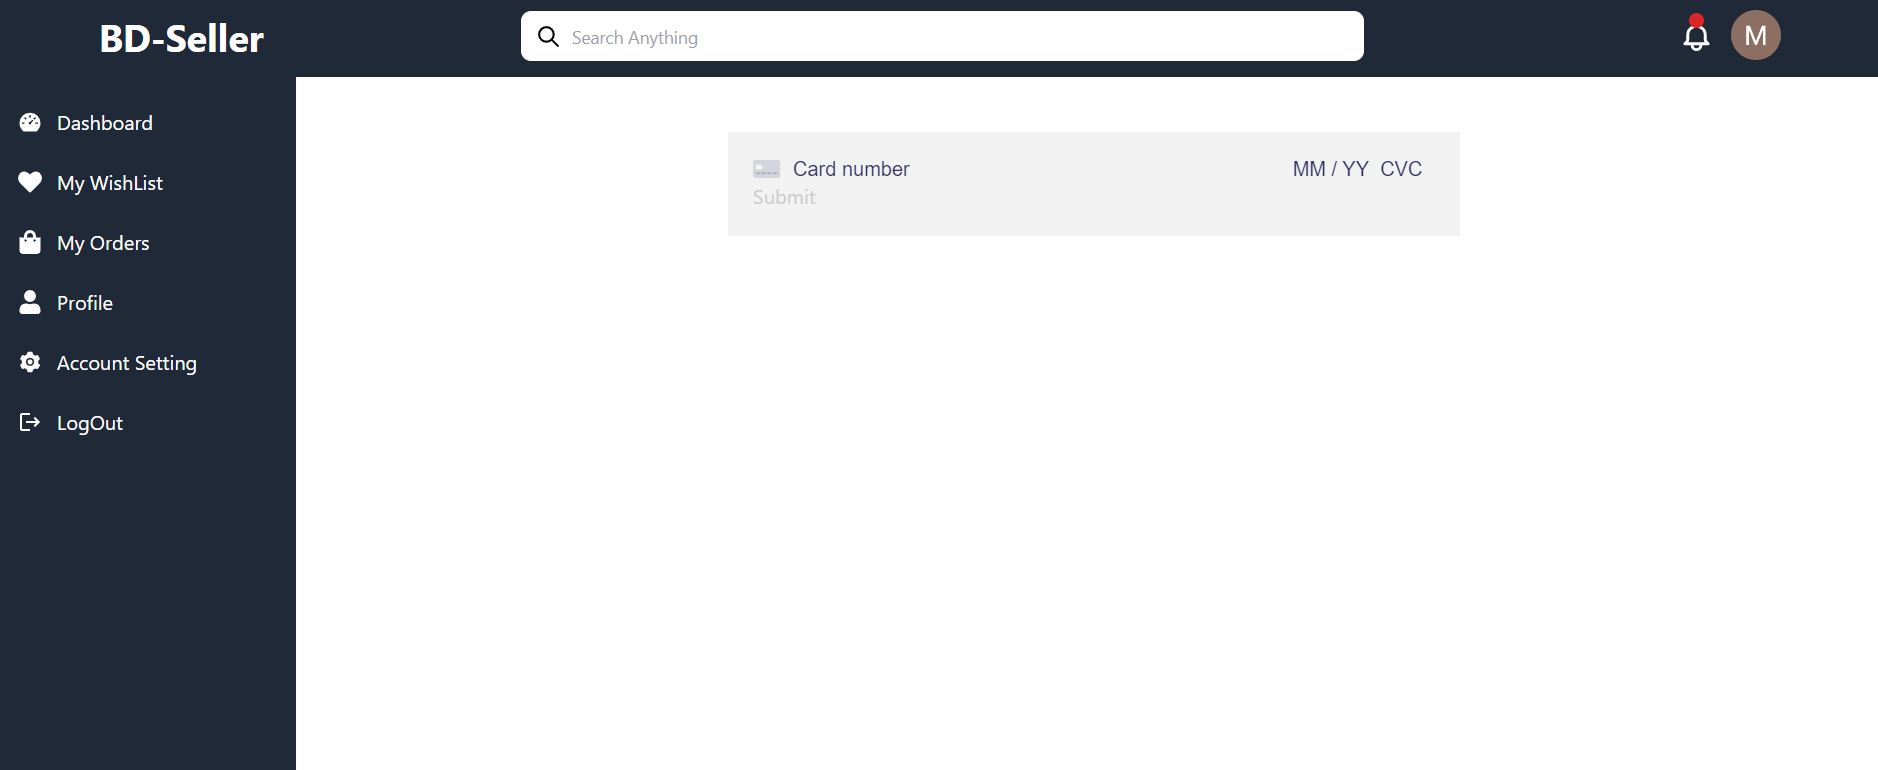 BD-Seller
Search Anything
M
Dashboard
My WishList
My Orders
Profile
Account Setting
LogOut
Card number MM / YY CVC
Submit